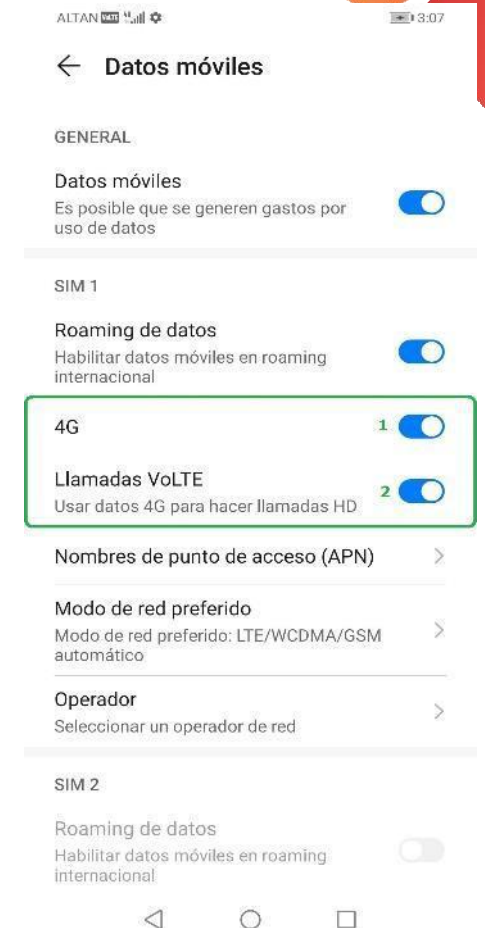 ALTAN VoLTE 3:07
Datos móviles
GENERAL
Datos móviles
Es posible que se generen gastos por
uso de datos
SIM 1
Roaming de datos
Habilitar datos móviles en roaming
internacional
4G 1
Llamadas VoLTE
Usar datos 4G para hacer llamadas HD 2
Nombres de punto de acceso (APN)
Modo de red preferido
Modo de red preferido: LTE/WCDMA/GSM
automático
Operador
Seleccionar un operador de red
SIM 2
Roaming de datos
Habilitar datos móviles en roaming
internacional